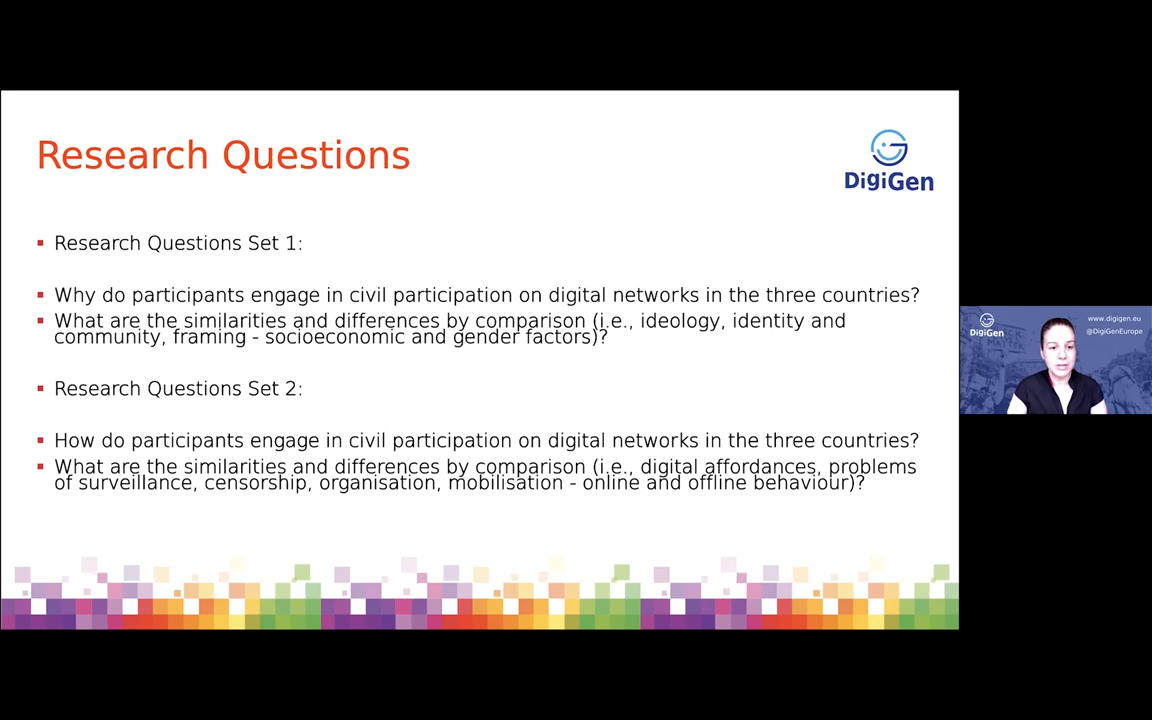 Research Questions
DigiGen
Research Questions Set 1:
Why do participants engage in civil participation on digital networks in the three countries?
What are the similarities and differences by comparison (i.e., ideology, identity and
community, framing - socioeconomic and gender factors)?
Research Questions Set 2:
How do participants engage in civil participation on digital networks in the three countries?
What are the similarities and differences by comparison (i.e., digital affordances, problems
of surveillance, censorship, organisation, mobilisation - online and offline behaviour)?
DigiGen
www.digigen.eu
@DigiGenEurope